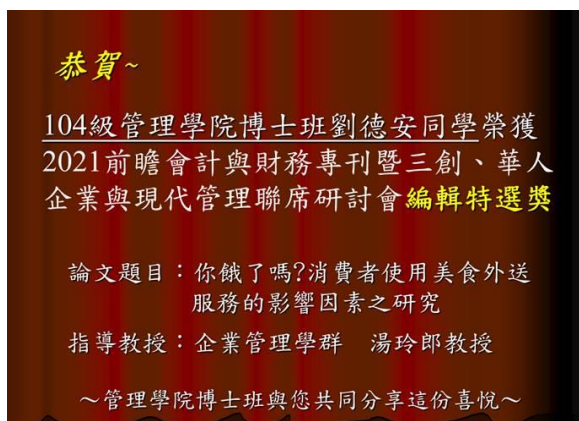 恭賀~
104級管理學院博士班劉德安同學榮獲
2021前瞻會計與財務專刊暨三創、華人
企業與現代管理聯席研討會編輯特選獎
論文題目：你餓了嗎?消費者使用美食外送
服務的影響因素之研究
指導教授：企業管理學群 湯玲郎教授
～管理學院博士班與您共同分享這份喜悅～